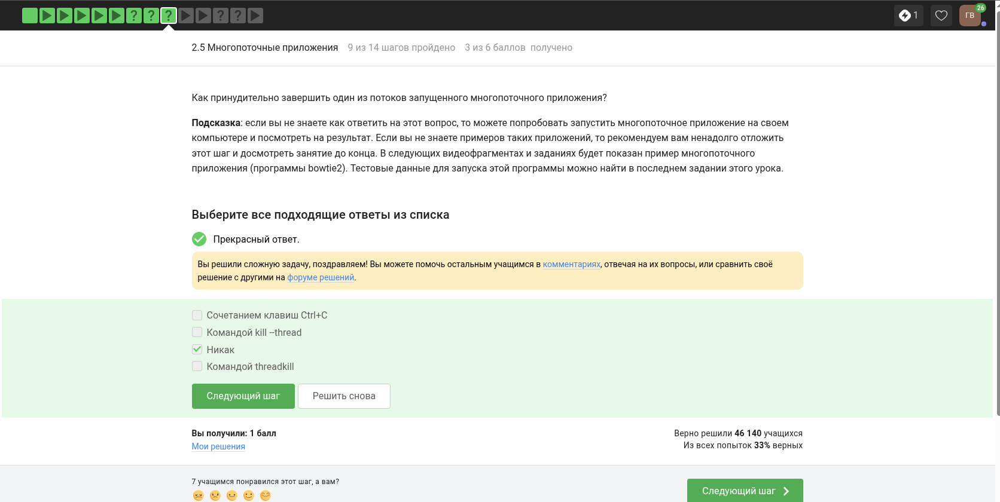 1
ГВ
26
2.5 Многопоточные приложения 9 из 14 шагов пройдено 3 из 6 баллов получено
Как принудительно завершить один из потоков запущенного многопоточного приложения?
Подсказка: если вы не знаете как ответить на этот вопрос, то можете попробовать запустить многопоточное приложение на своем
компьютере и посмотреть на результат. Если вы не знаете примеров таких приложений, то рекомендуем вам ненадолго отложить
этот шаг и досмотреть занятие до конца. В следующих видеофрагментах и заданиях будет показан пример многопоточного
приложения (программы bowtie2). Тестовые данные для запуска этой программы можно найти в последнем задании этого урока.
Выберите все подходящие ответы из списка
Прекрасный ответ.
Вы решили сложную задачу, поздравляем! Вы можете помочь остальным учащимся в комментариях, отвечая на их вопросы, или сравнить своё
решение с другими на форуме решений.
Сочетанием клавиш Ctrl+C
Командой kill --thread
Никак
Командой threadkill
Следующий шаг Решить снова
Вы получили: 1 балл
Мои решения
Верно решили 46 140 учащихся
Из всех попыток 33% верных
7 учащимся понравился этот шаг, а вам?
Следующий шаг